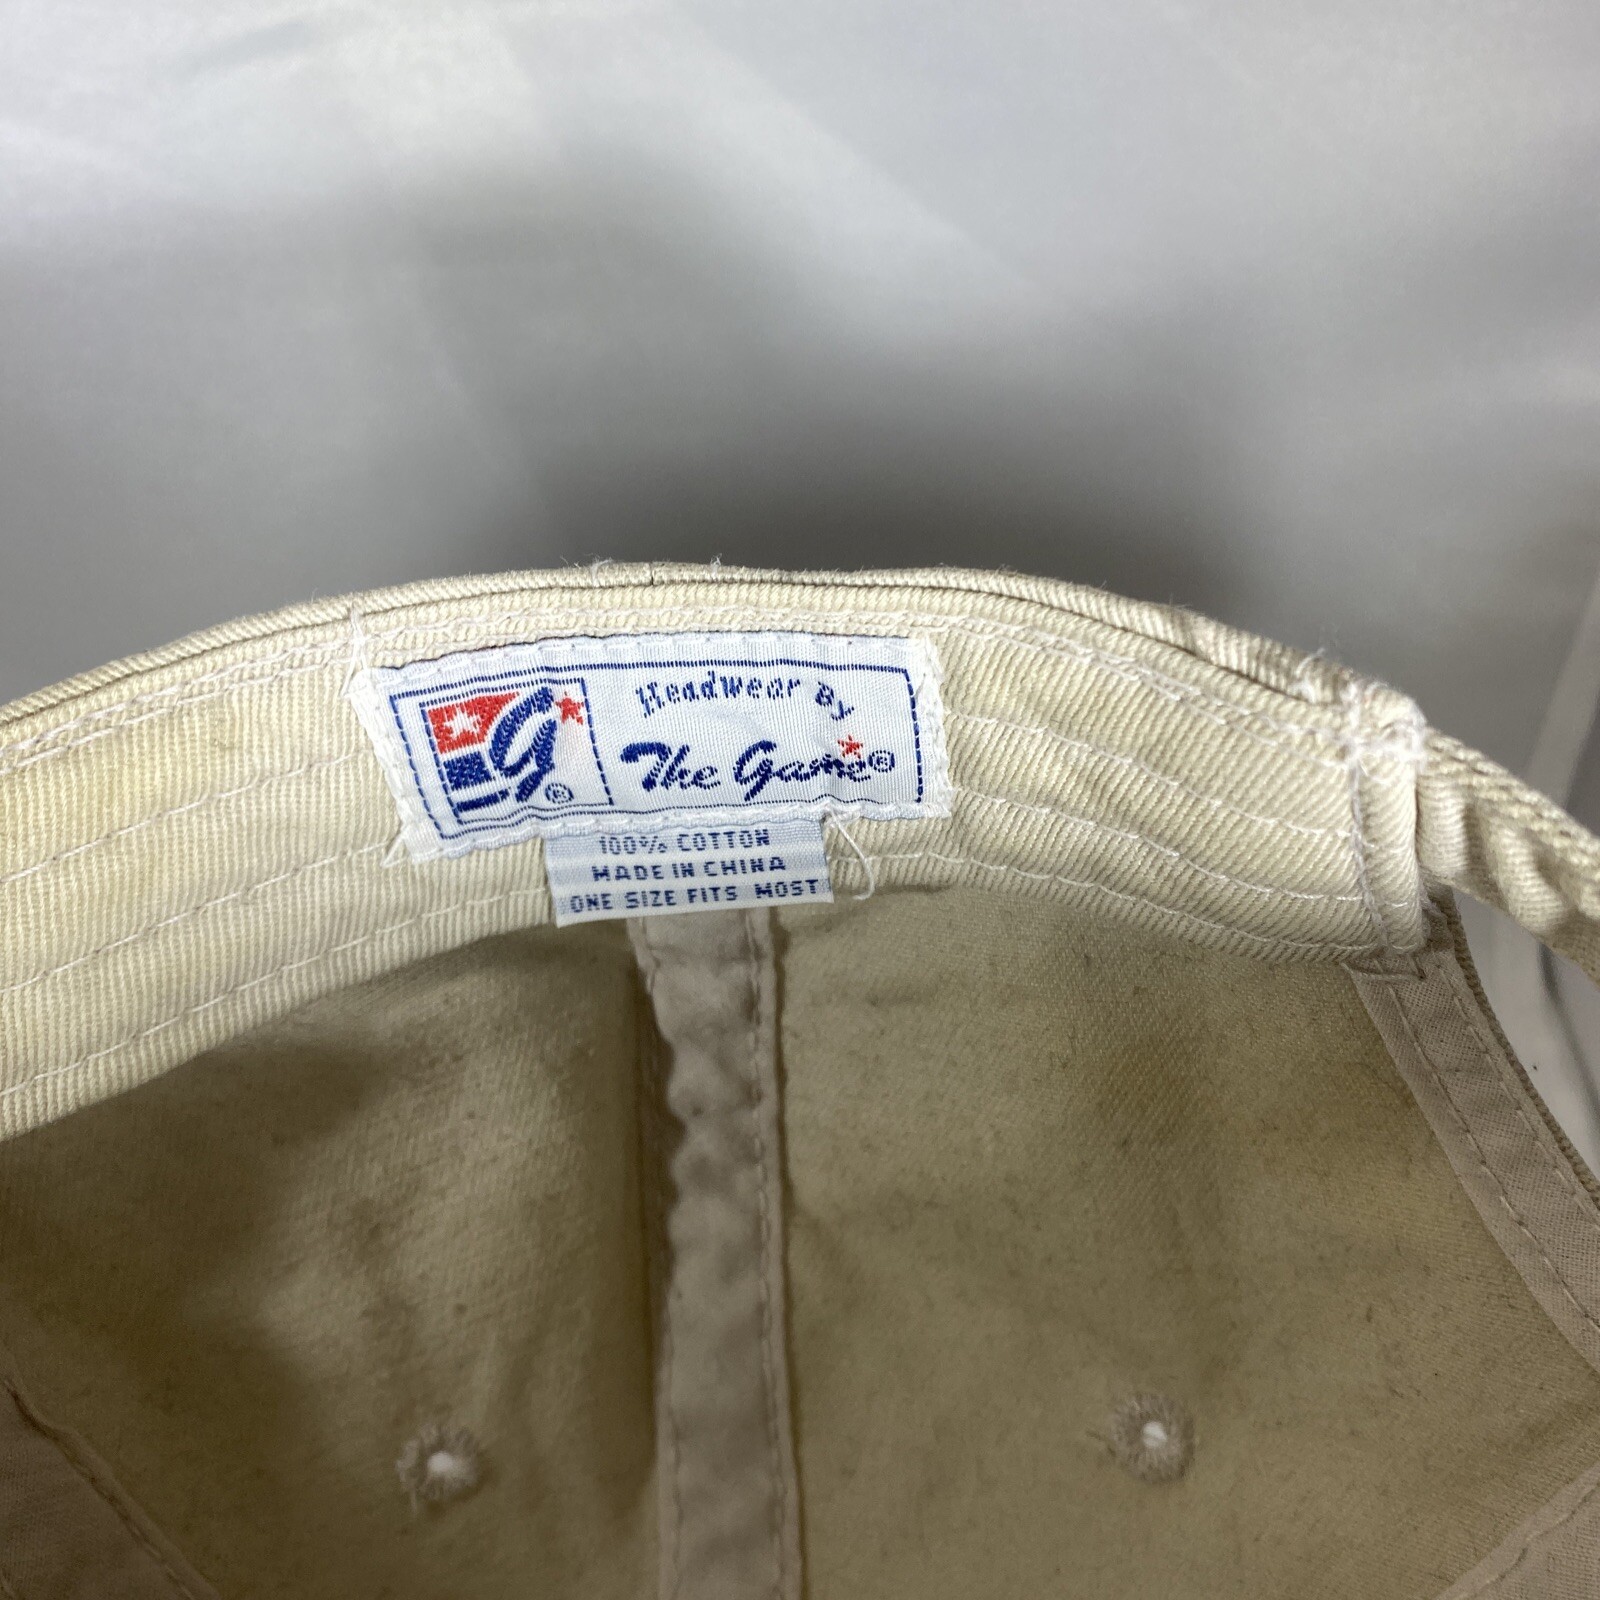 Headwear By
The Game®
G ®
100% COTTON
MADE IN CHINA
ONE SIZE FITS MOST